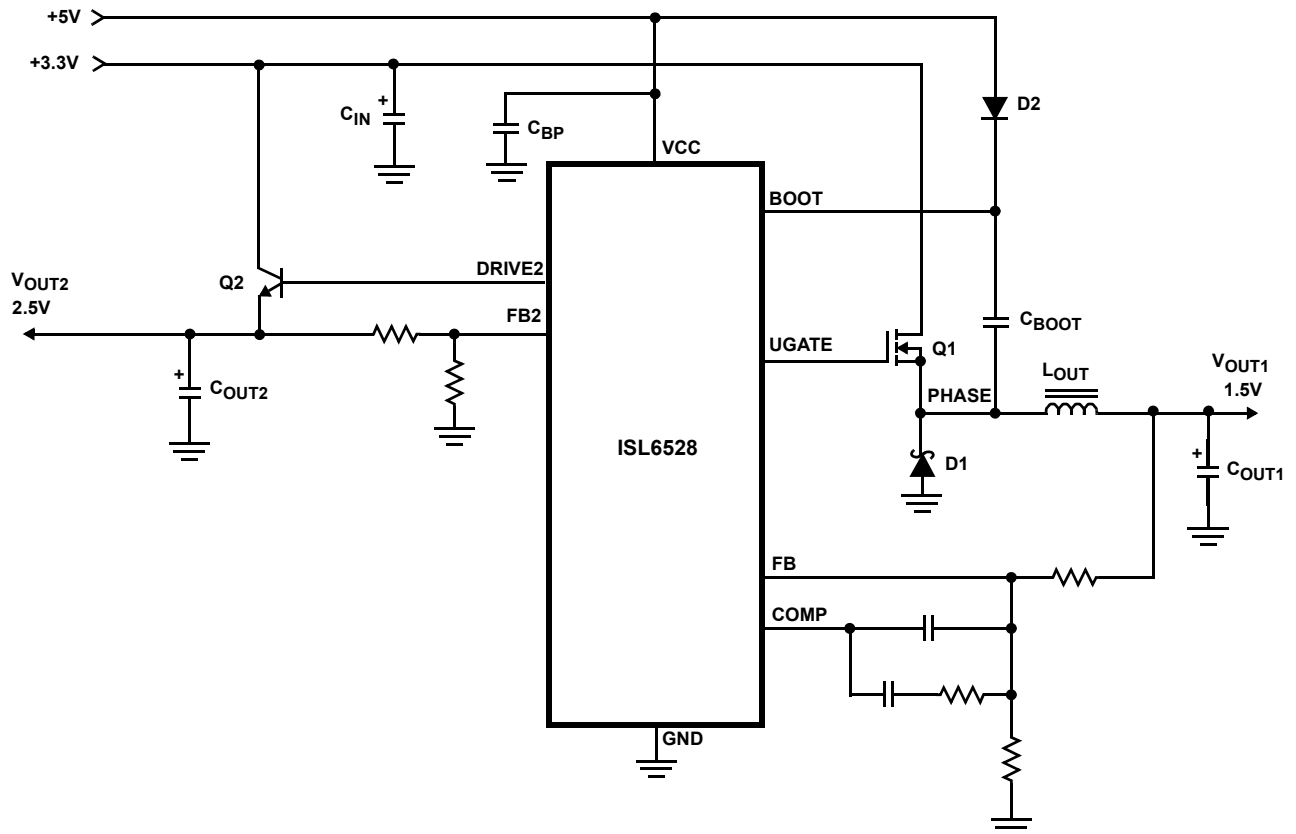 +5V
+3.3V
D2
+
C_IN
C_BP
VCC
BOOT
DRIVE2
Q2
V_OUT2
2.5V
FB2
C_BOOT
UGATE
Q1
L_OUT
V_OUT1
1.5V
PHASE
+
C_OUT2
ISL6528
D1
+
C_OUT1
FB
COMP
GND